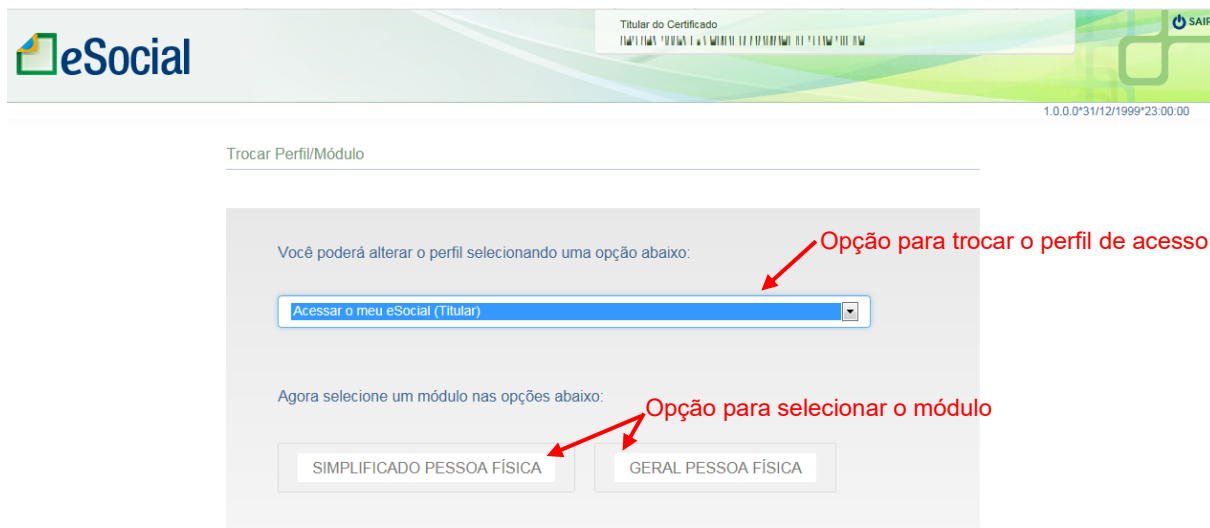 eSocial
Titular do Certificado
SAIR
1.0.0.0*31/12/1999*23:00:00
Trocar Perfil/Módulo
Você poderá alterar o perfil selecionando uma opção abaixo:
Opção para trocar o perfil de acesso
Acessar o meu eSocial (Titular)
Agora selecione um módulo nas opções abaixo:
Opção para selecionar o módulo
SIMPLIFICADO PESSOA FÍSICA
GERAL PESSOA FÍSICA